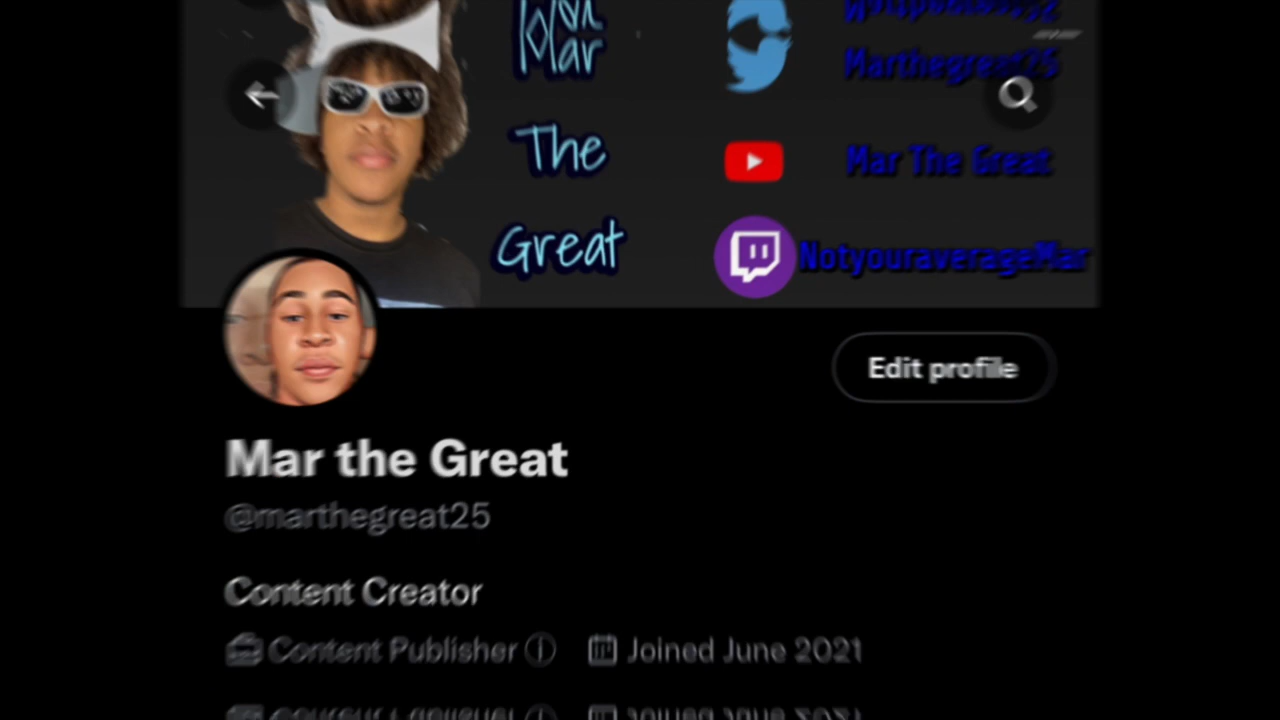 Mar
Marthegreat25
The
Mar The Great
Great
NotyouraverageMar
Edit profile
Mar the Great
@marthegreat25
Content Creator
Content Publisher
Joined June 2021